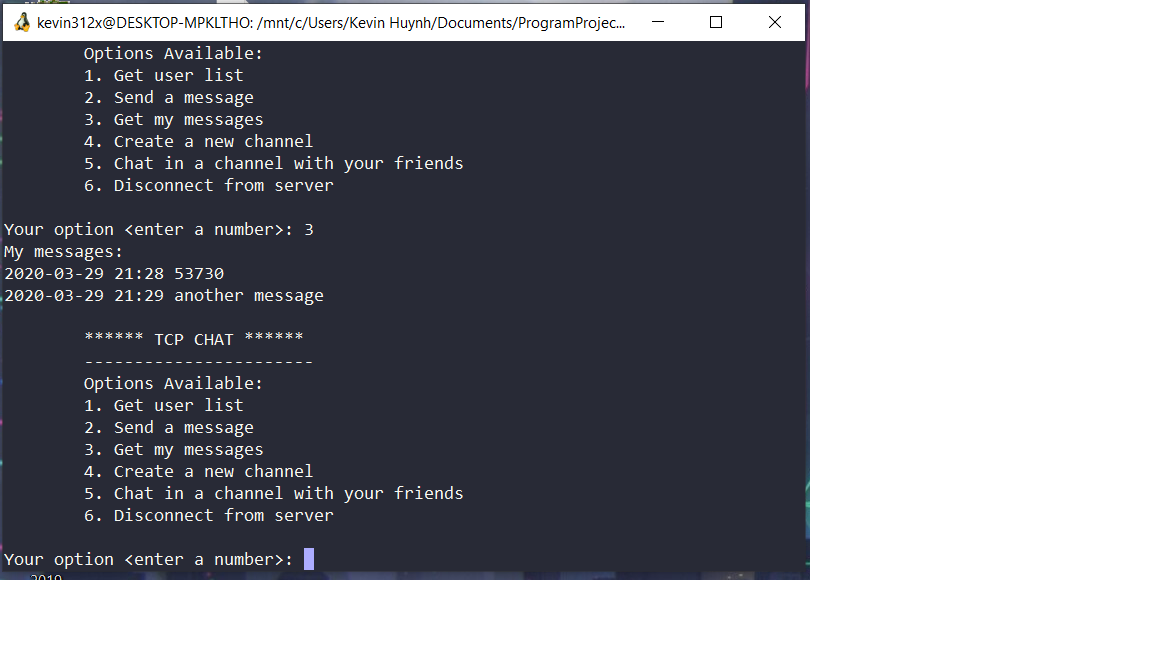 kevin312x@DESKTOP-MPKLTHO: /mnt/c/Users/Kevin Huynh/Documents/ProgramProjec...
Options Available:
1. Get user list
2. Send a message
3. Get my messages
4. Create a new channel
5. Chat in a channel with your friends
6. Disconnect from server
Your option <enter a number>: 3
My messages:
2020-03-29 21:28 53730
2020-03-29 21:29 another message
****** TCP CHAT ******
-----------------------
Options Available:
1. Get user list
2. Send a message
3. Get my messages
4. Create a new channel
5. Chat in a channel with your friends
6. Disconnect from server
Your option <enter a number>: